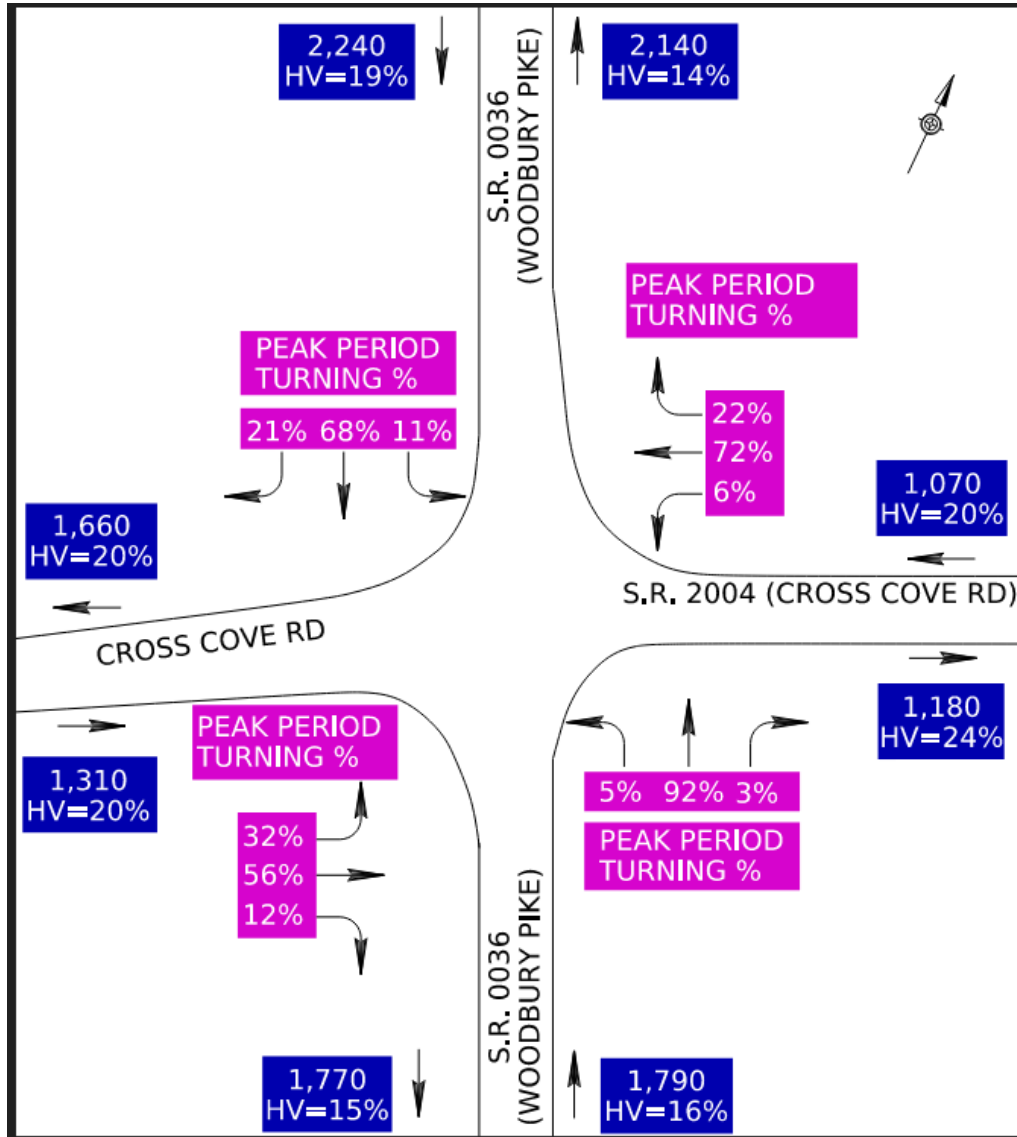 2,240
HV=19%
2,140
HV=14%
S.R. 0036
(WOODBURY PIKE)
PEAK PERIOD
TURNING %
22%
72%
6%
PEAK PERIOD
TURNING %
21% 68% 11%
1,660
HV=20%
1,070
HV=20%
S.R. 2004 (CROSS COVE RD)
CROSS COVE RD
1,310
HV=20%
PEAK PERIOD
TURNING %
32%
56%
12%
1,180
HV=24%
5% 92% 3%
PEAK PERIOD
TURNING %
S.R. 0036
(WOODBURY PIKE)
1,770
HV=15%
1,790
HV=16%